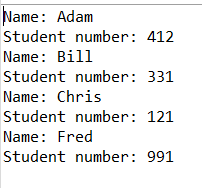 Name: Adam
Student number: 412
Name: Bill
Student number: 331
Name: Chris
Student number: 121
Name: Fred
Student number: 991